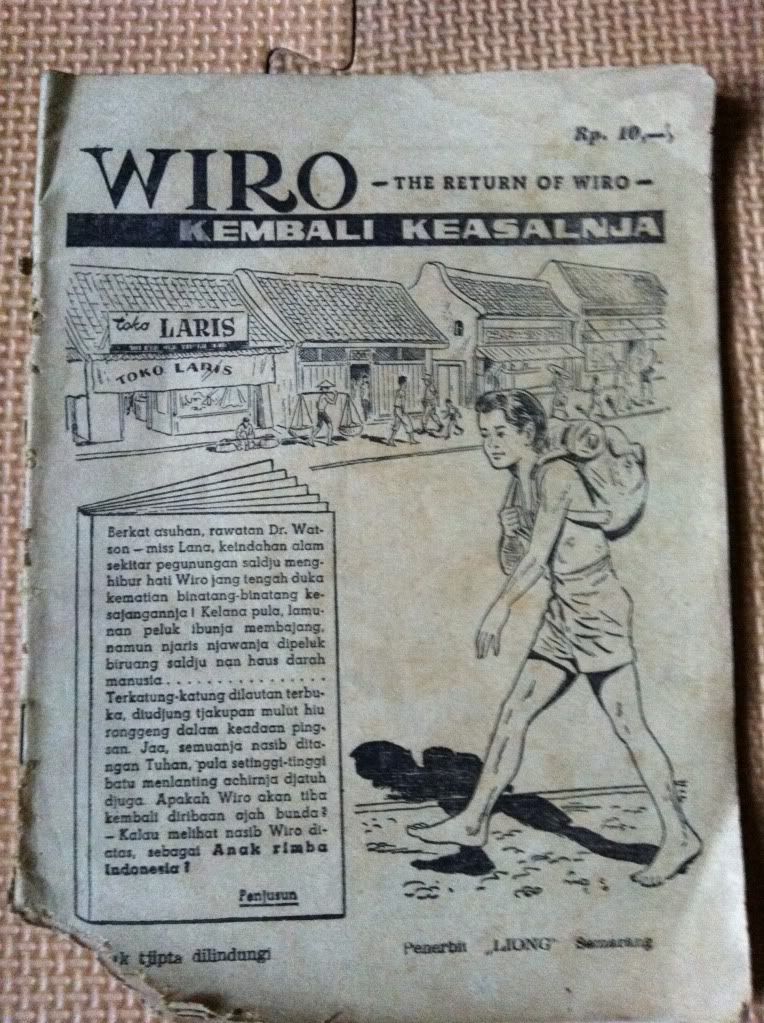 Rp. 10,—
WIRO — THE RETURN OF WIRO —
KEMBALI KEASALNJA
toko LARIS
TOKO LARIS
Berkat asuhan, rawatan Dr. Wat-
son – miss Lana, keindahan alam
sekitar pegunungan saldju meng-
hibur hati Wiro jang tengah duka
kematian binatang-binatang ke-
sajangannja! Kelana pula, lamu-
nan peluk ibunja membajang,
namun njaris njawanja dipeluk
biruang saldju nan haus darah
manusia . . . . . . . . . . . . . . . .
Terkatung-katung dilautan terbu-
ka, diudjung tjakupan mulut hiu
ronggeng dalam keadaan ping-
san. Jaa, semuanja nasib dita-
ngan Tuhan, pula setinggi-tinggi
batu menlanting achirnja djatuh
djuga. Apakah Wiro akan tiba
kembali diribaan ajah bunda?
– Kalau melihat nasib Wiro di-
atas, sebagai Anak rimba
Indonesia?
Penjusun
k tjipta dilindungi
Penerbit „LIONG" Semarang